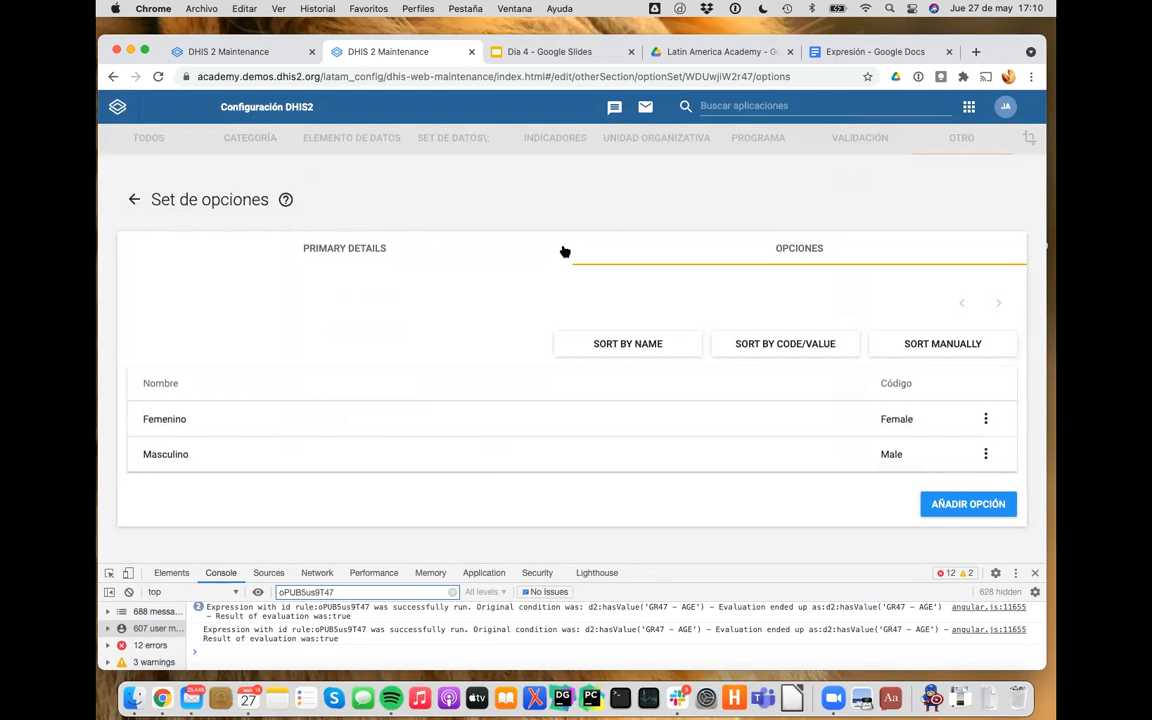 Chrome Archivo Editar Ver Historial Favoritos Perfiles Pestaña Ventana Ayuda Jue 27 de may 17:10
DHIS 2 Maintenance DHIS 2 Maintenance Día 4 - Google Slides Latin America Academy - Go Expresión - Google Docs
academy.demos.dhis2.org/latam_config/dhis-web-maintenance/index.html#/edit/otherSection/optionSet/WDUwjiW2r47/options
Configuración DHIS2 Buscar aplicaciones JA
TODOS CATEGORÍA ELEMENTO DE DATOS SET DE DATOS\; INDICADORES UNIDAD ORGANIZATIVA PROGRAMA VALIDACIÓN OTRO
Set de opciones
PRIMARY DETAILS OPCIONES
SORT BY NAME SORT BY CODE/VALUE SORT MANUALLY
Nombre Código
Femenino Female
Masculino Male
AÑADIR OPCIÓN
Elements Console Sources Network Performance Memory Application Security Lighthouse 12 2
top oPUB5us9T47 All levels No Issues 628 hidden
688 messa... 2 Expression with id rule:oPUB5us9T47 was successfully run. Original condition was: d2:hasValue('GR47 - AGE') - Evaluation ended up as:d2:hasValue('GR47 - AGE') angular.js:11655
- Result of evaluation was:true
607 user m... Expression with id rule:oPUB5us9T47 was successfully run. Original condition was: d2:hasValue('GR47 - AGE') - Evaluation ended up as:d2:hasValue('GR47 - AGE') - angular.js:11655
Result of evaluation was:true
12 errors
3 warnings